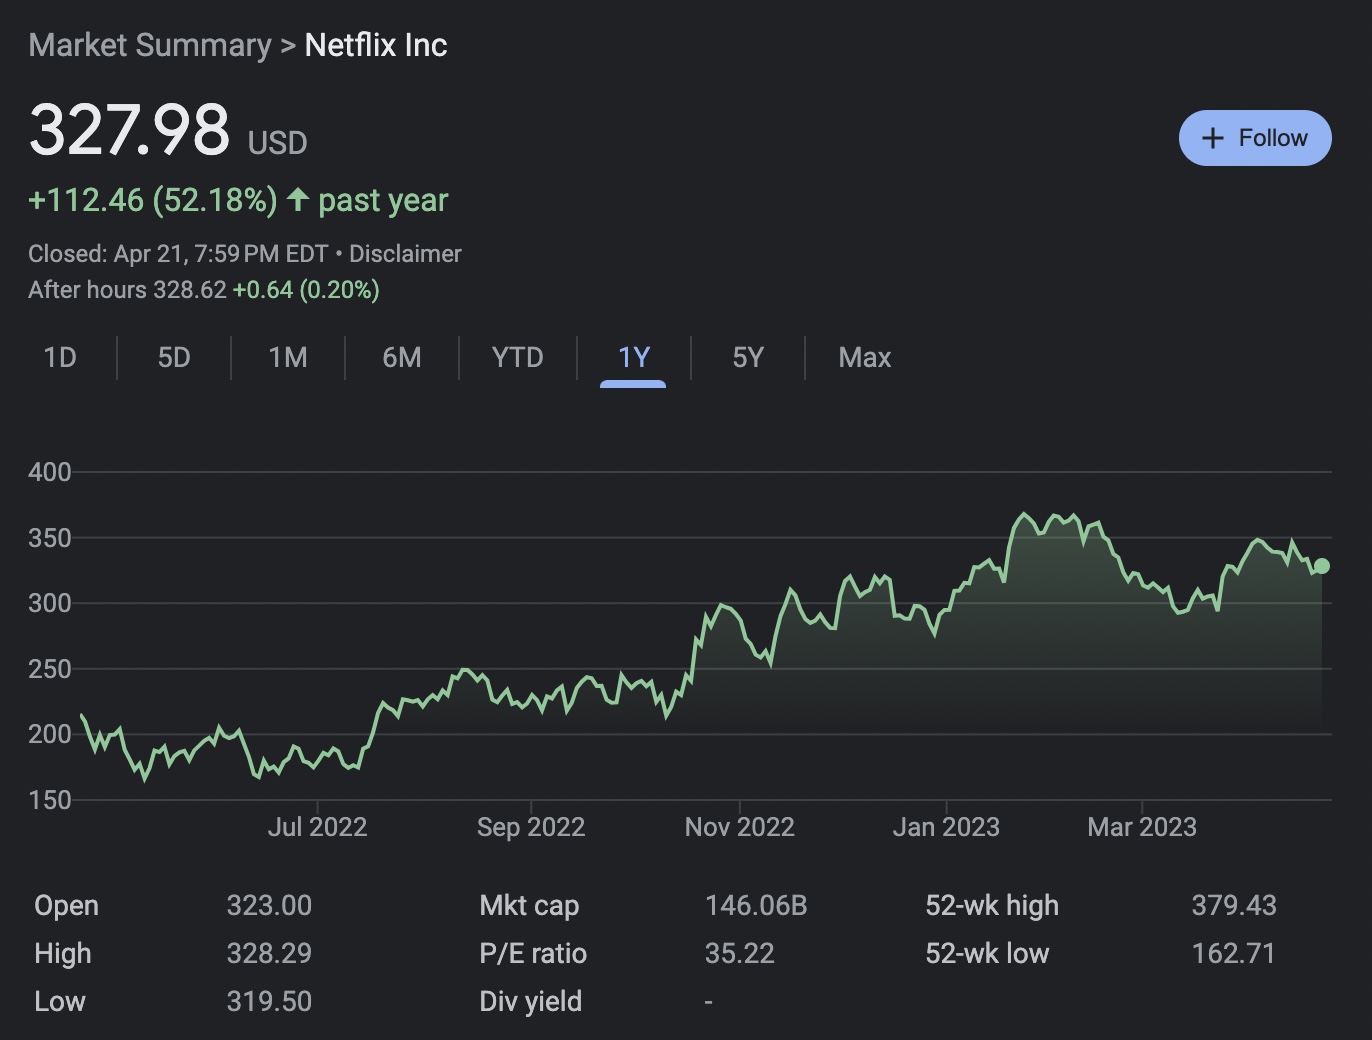 Market Summary > Netflix Inc
327.98 USD
+ Follow
+112.46 (52.18%) ↑ past year
Closed: Apr 21, 7:59 PM EDT • Disclaimer
After hours 328.62 +0.64 (0.20%)
1D 5D 1M 6M YTD 1Y 5Y Max
400
350
300
250
200
150
Jul 2022 Sep 2022 Nov 2022 Jan 2023 Mar 2023
Open 323.00 Mkt cap 146.06B 52-wk high 379.43
High 328.29 P/E ratio 35.22 52-wk low 162.71
Low 319.50 Div yield -